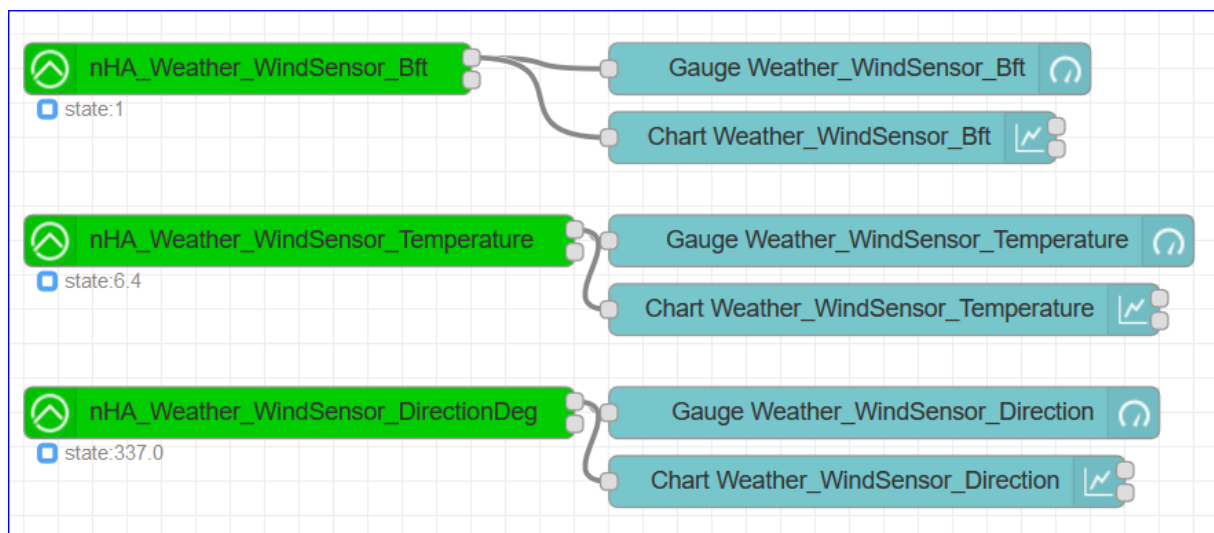 nHA_Weather_WindSensor_Bft
Gauge Weather_WindSensor_Bft
state:1
Chart Weather_WindSensor_Bft
nHA_Weather_WindSensor_Temperature
Gauge Weather_WindSensor_Temperature
state:6.4
Chart Weather_WindSensor_Temperature
nHA_Weather_WindSensor_DirectionDeg
Gauge Weather_WindSensor_Direction
state:337.0
Chart Weather_WindSensor_Direction